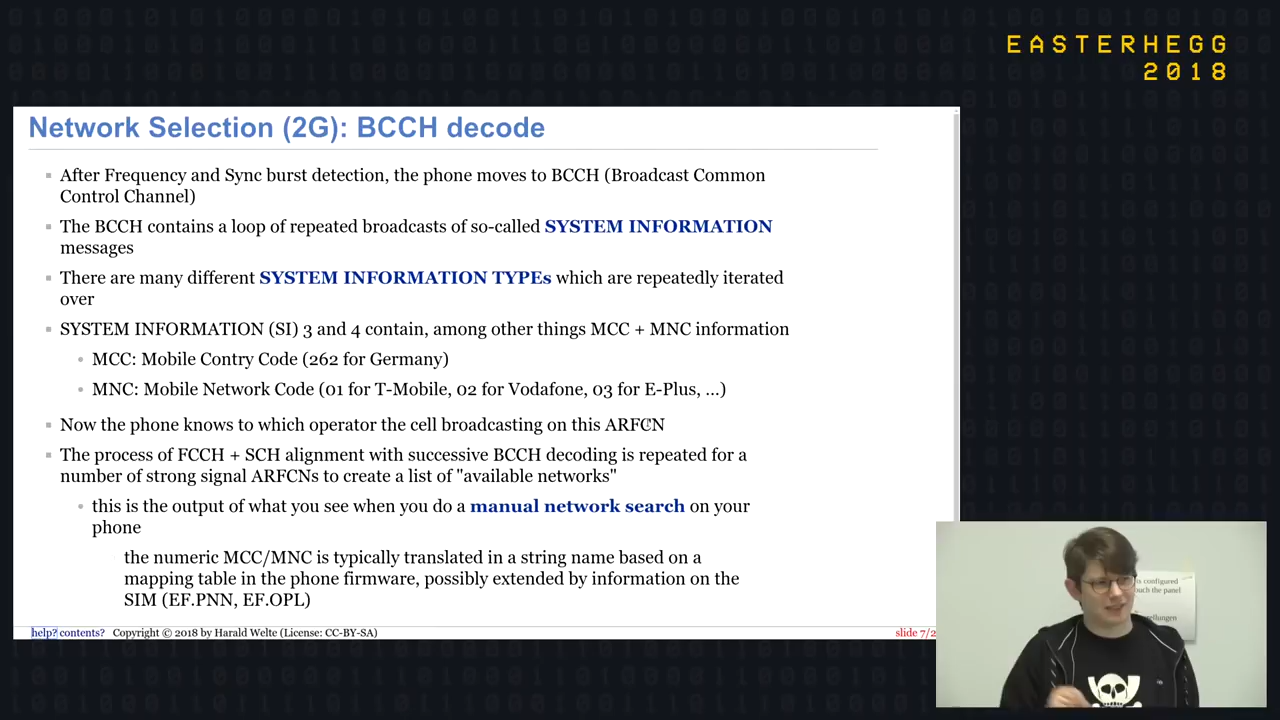 EASTERHEGG
2018
Network Selection (2G): BCCH decode
After Frequency and Sync burst detection, the phone moves to BCCH (Broadcast Common
Control Channel)
The BCCH contains a loop of repeated broadcasts of so-called SYSTEM INFORMATION
messages
There are many different SYSTEM INFORMATION TYPEs which are repeatedly iterated
over
SYSTEM INFORMATION (SI) 3 and 4 contain, among other things MCC + MNC information
MCC: Mobile Contry Code (262 for Germany)
MNC: Mobile Network Code (01 for T-Mobile, 02 for Vodafone, 03 for E-Plus, ...)
Now the phone knows to which operator the cell broadcasting on this ARFCN
The process of FCCH + SCH alignment with successive BCCH decoding is repeated for a
number of strong signal ARFCNs to create a list of "available networks"
this is the output of what you see when you do a manual network search on your
phone
the numeric MCC/MNC is typically translated in a string name based on a
mapping table in the phone firmware, possibly extended by information on the
SIM (EF.PNN, EF.OPL)
help? contents? Copyright © 2018 by Harald Welte (License: CC-BY-SA)
slide 7/2
is configured
the panel